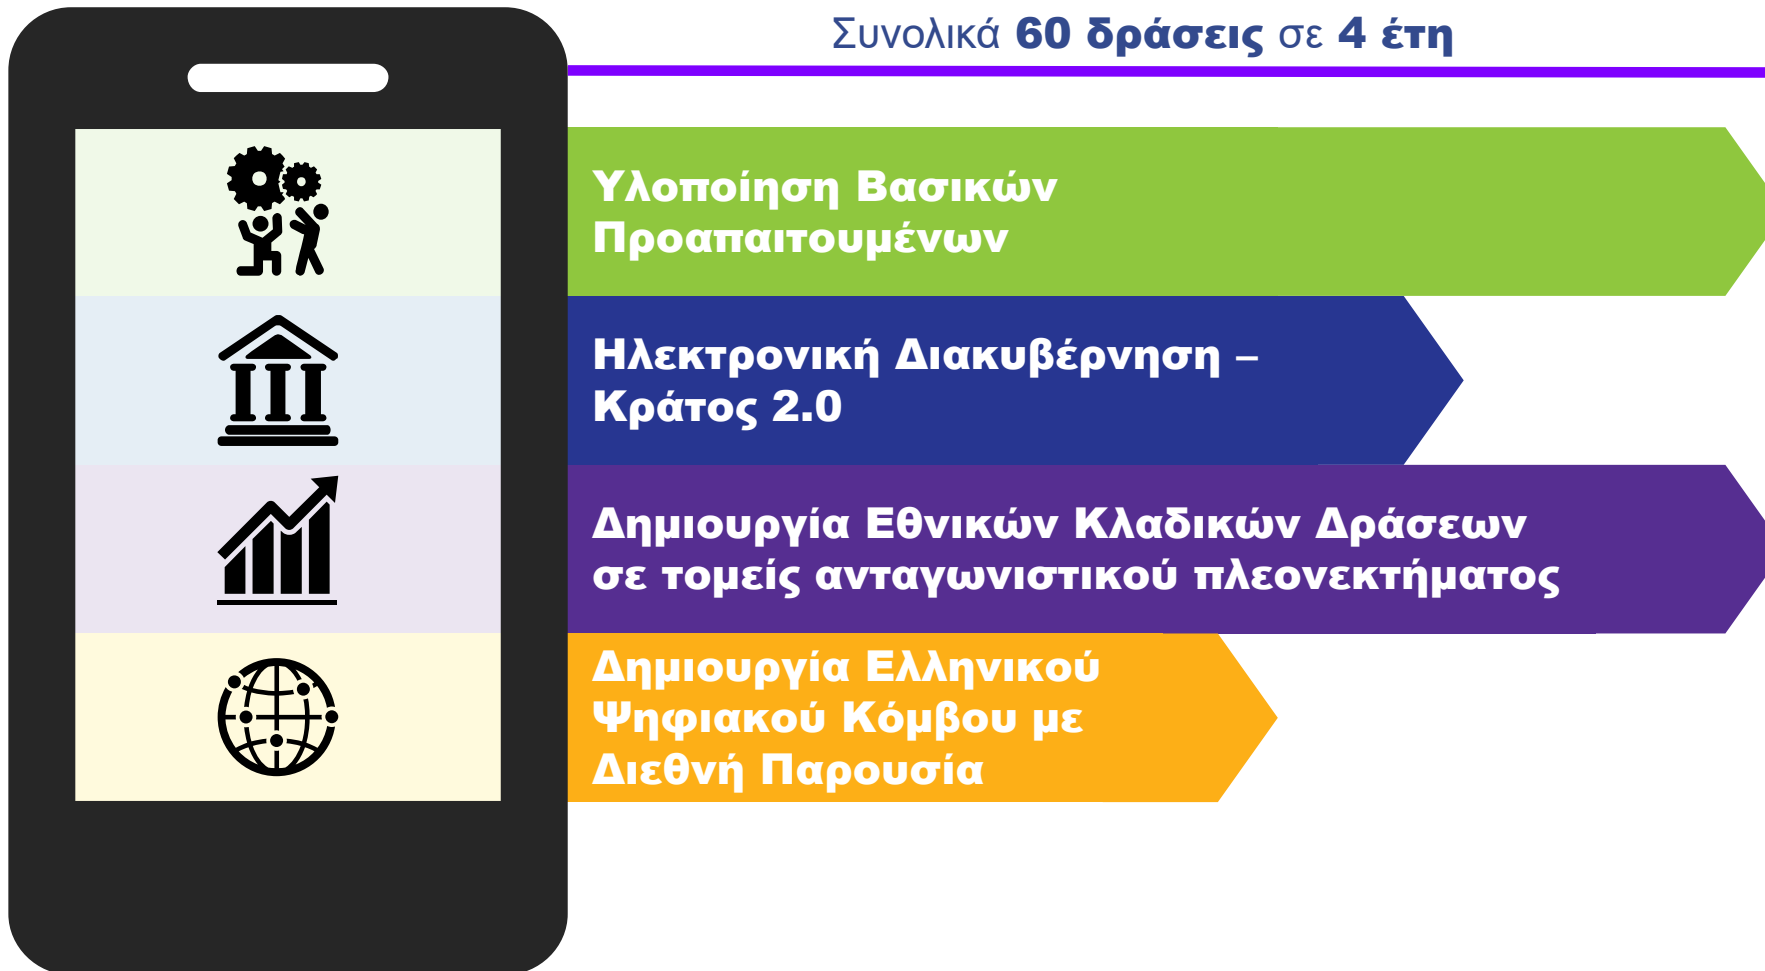 Συνολικά 60 δράσεις σε 4 έτη
Υλοποίηση Βασικών
Προαπαιτουμένων
Ηλεκτρονική Διακυβέρνηση –
Κράτος 2.0
Δημιουργία Εθνικών Κλαδικών Δράσεων
σε τομείς ανταγωνιστικού πλεονεκτήματος
Δημιουργία Ελληνικού
Ψηφιακού Κόμβου με
Διεθνή Παρουσία